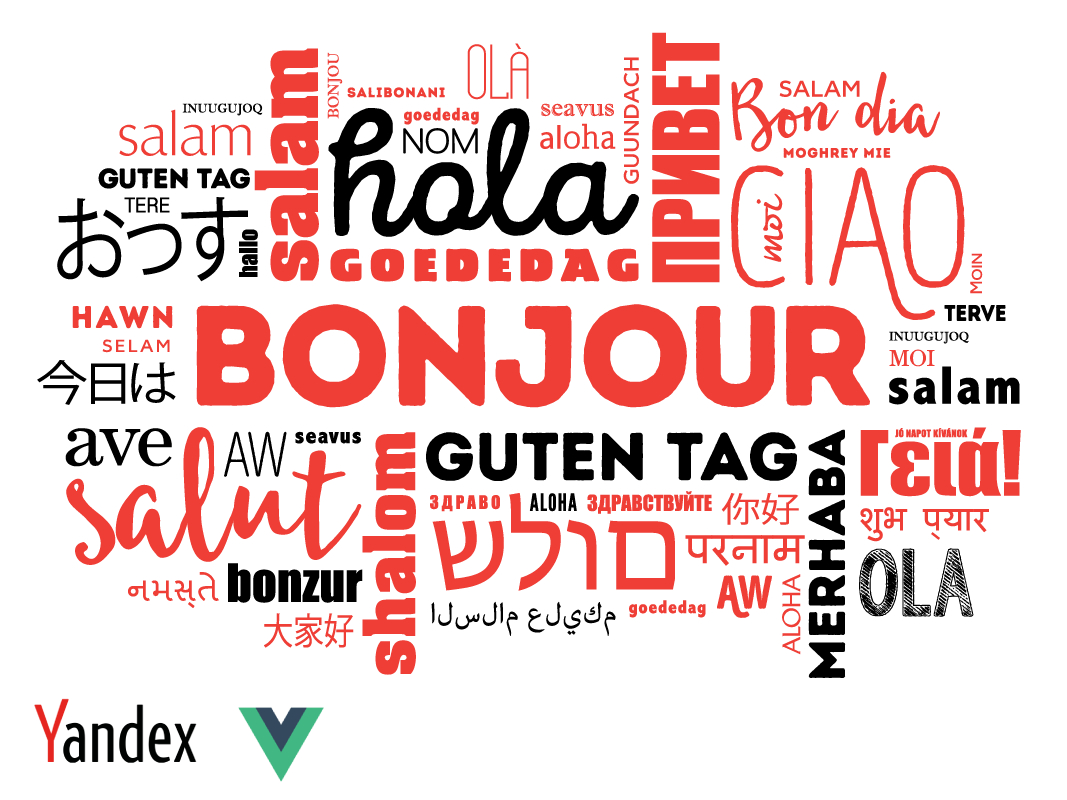 OLÀ
salam
BONJOU
SALIBONANI
goededag
NOM
hola
seavus
aloha
GUUNDACH
ПРИВЕТ
SALAM
Bon dia
MOGHREY MIE
INUUGUJOQ
salam
GUTEN TAG
TERE
おっす
hallo
GOEDEDAG
CIAO
moi
MOIN
HAWN
SELAM
今日は
BONJOUR
TERVE
INUUGUJOQ
MOI
salam
ave
salut
AW
seavus
shalom
GUTEN TAG
MERHABA
JÓ NAPOT KÍVÁNOK
Γειά!
ЗДРАВО
ALOHA
ЗДРАВСТВУЙТЕ
你好
शुभ प्यार
שלום
परनाम
નમસ્તે
bonzur
AW
OLA
大家好
السلام عليكم
goededag
ALOHA
Yandex